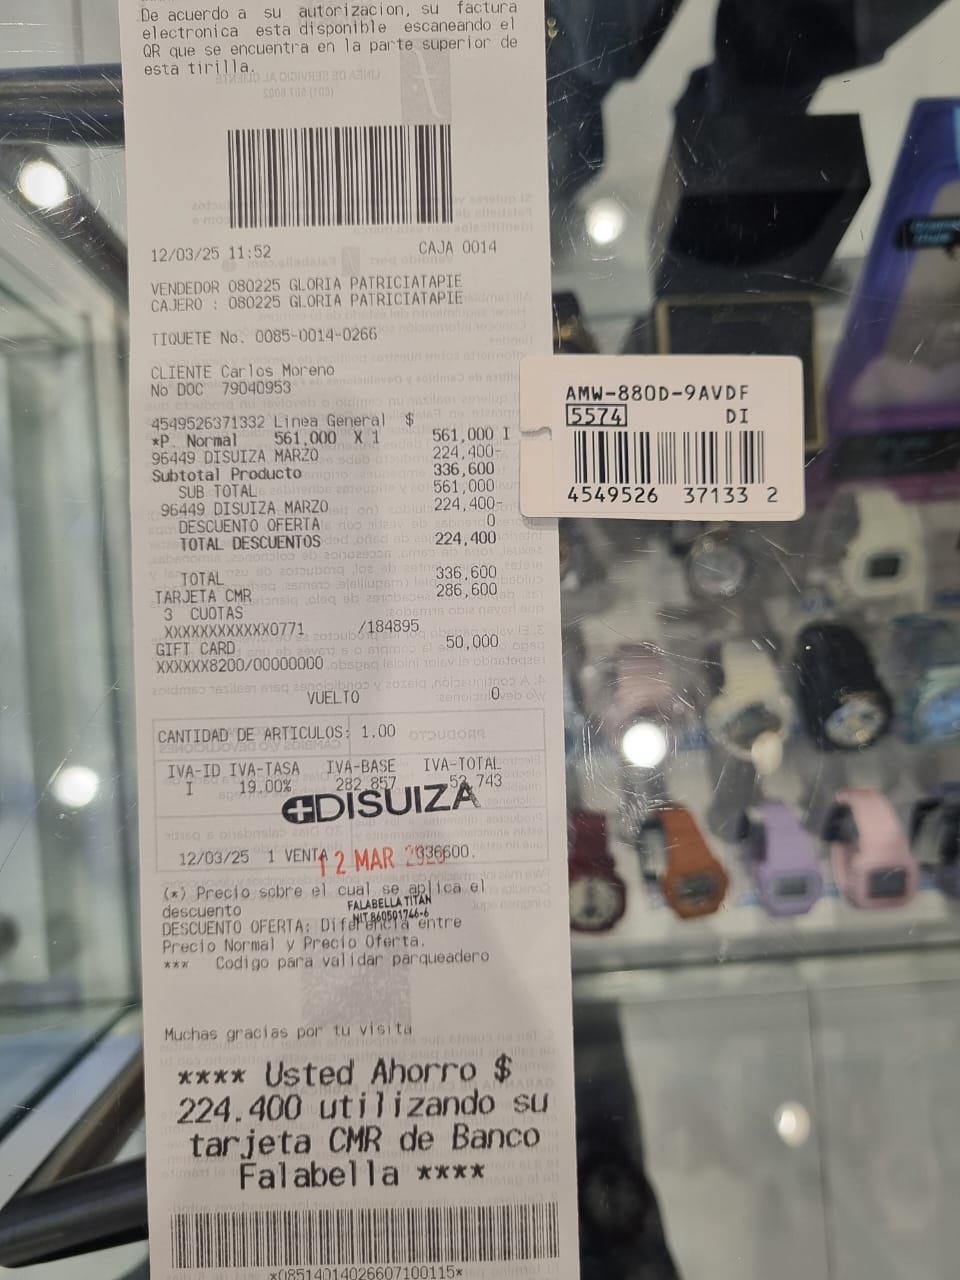 De acuerdo a su autorizacion, su factura
electronica esta disponible escaneando el
QR que se encuentra en la parte superior de
esta tirilla.
12/03/25 11:52 CAJA 0014
VENDEDOR 080225 GLORIA PATRICIATAPIE
CAJERO : 080225 GLORIA PATRICIATAPIE
TIQUETE No. 0085-0014-0266
CLIENTE Carlos Moreno
No DOC 79040953
4549526371332 Linea General $
*P. Normal 561,000 X 1 561,000 I
96449 DISUIZA MARZO 224,400-
Subtotal Producto 336,600
SUB TOTAL 561,000
96449 DISUIZA MARZO 224,400-
DESCUENTO OFERTA 0
TOTAL DESCUENTOS 224,400
TOTAL 336,600
TARJETA CMR 286,600
3 CUOTAS
XXXXXXXXXXXX0771 /184895
GIFT CARD 50,000
XXXXXX8200/00000000
VUELTO 0
CANTIDAD DE ARTICULOS: 1.00
IVA-ID IVA-TASA IVA-BASE IVA-TOTAL
I 19.00% 282,857 53,743
DISUIZA
12/03/25 1 VENTA 336600.
12 MAR 2025
(*) Precio sobre el cual se aplica el
descuento
FALABELLA TITAN
NIT 860501746-6
DESCUENTO OFERTA: Diferencia entre
Precio Normal y Precio Oferta.
*** Codigo para validar parqueadero
Muchas gracias por tu visita
**** Usted Ahorro $
224.400 utilizando su
tarjeta CMR de Banco
Falabella ****
*08514014026607100115*
AMW-880D-9AVDF
5574 DI
4549526 37133 2